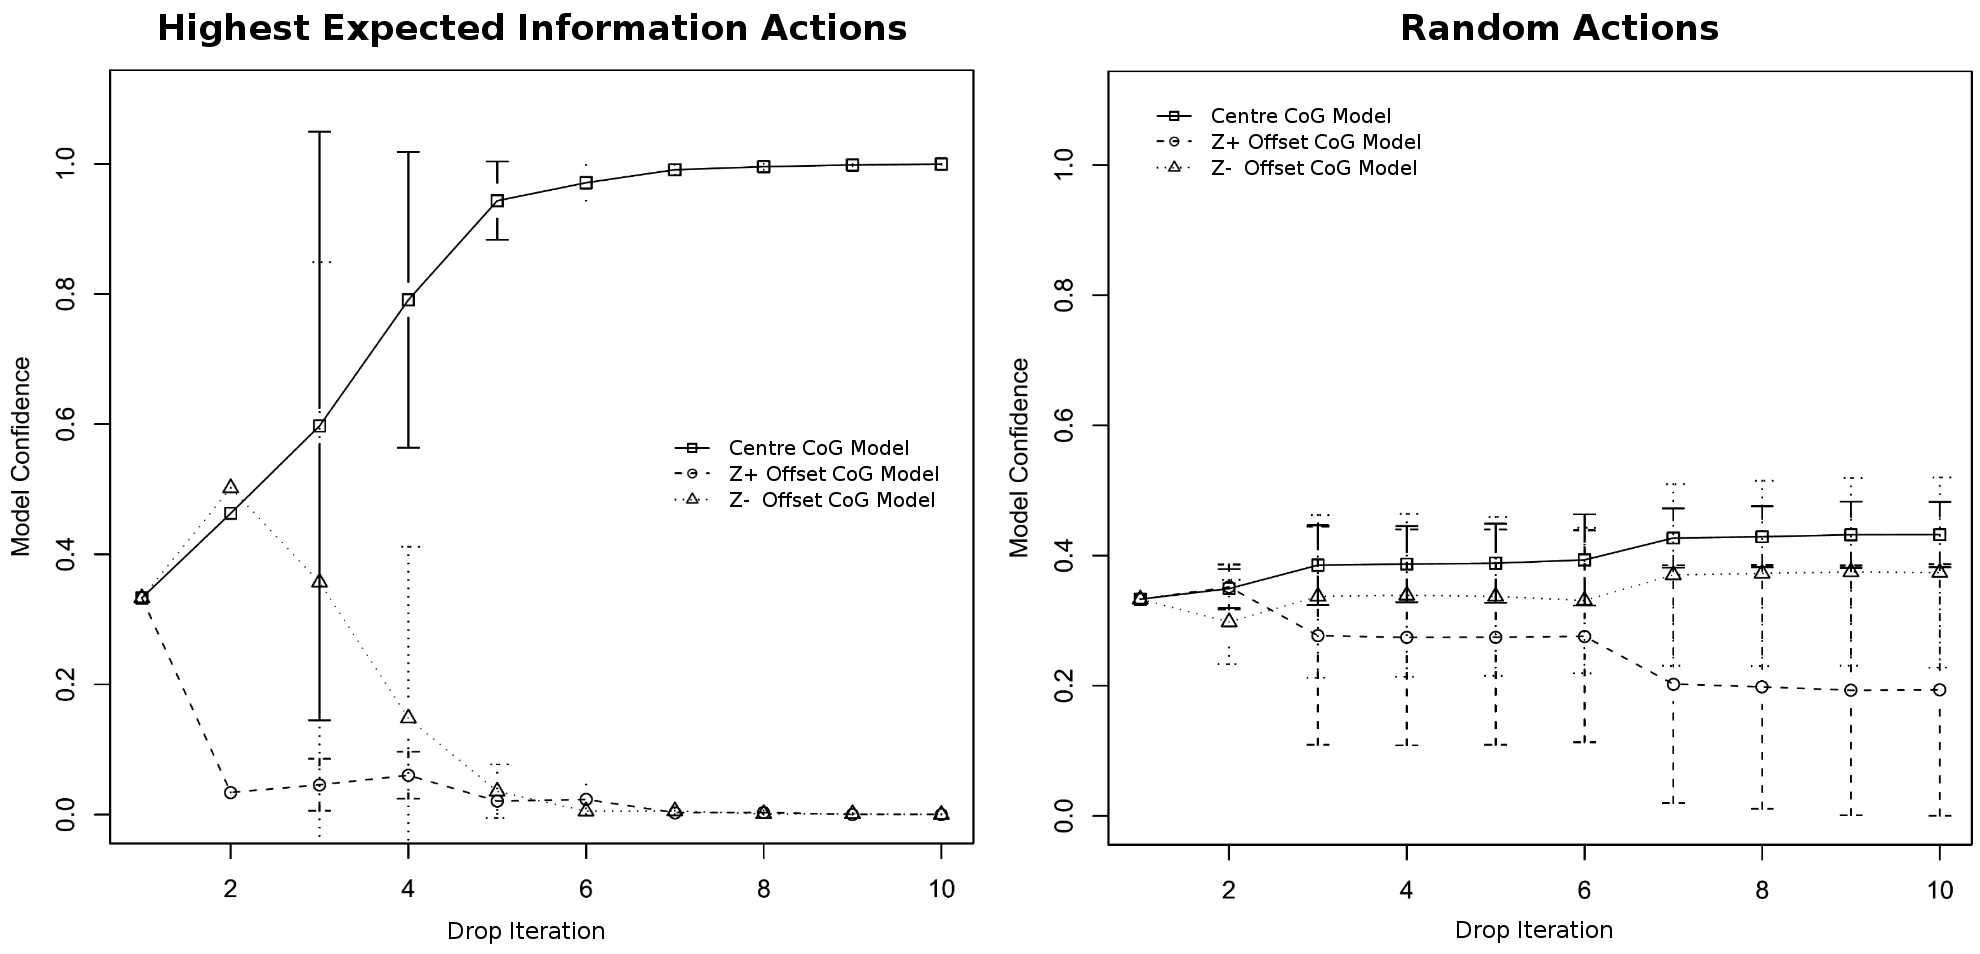 Highest Expected Information Actions
Model Confidence
1.0
0.8
0.6
0.4
0.2
0.0
Centre CoG Model
Z+ Offset CoG Model
Z- Offset CoG Model
2 4 6 8 10
Drop Iteration
Random Actions
Model Confidence
1.0
0.8
0.6
0.4
0.2
0.0
Centre CoG Model
Z+ Offset CoG Model
Z- Offset CoG Model
2 4 6 8 10
Drop Iteration